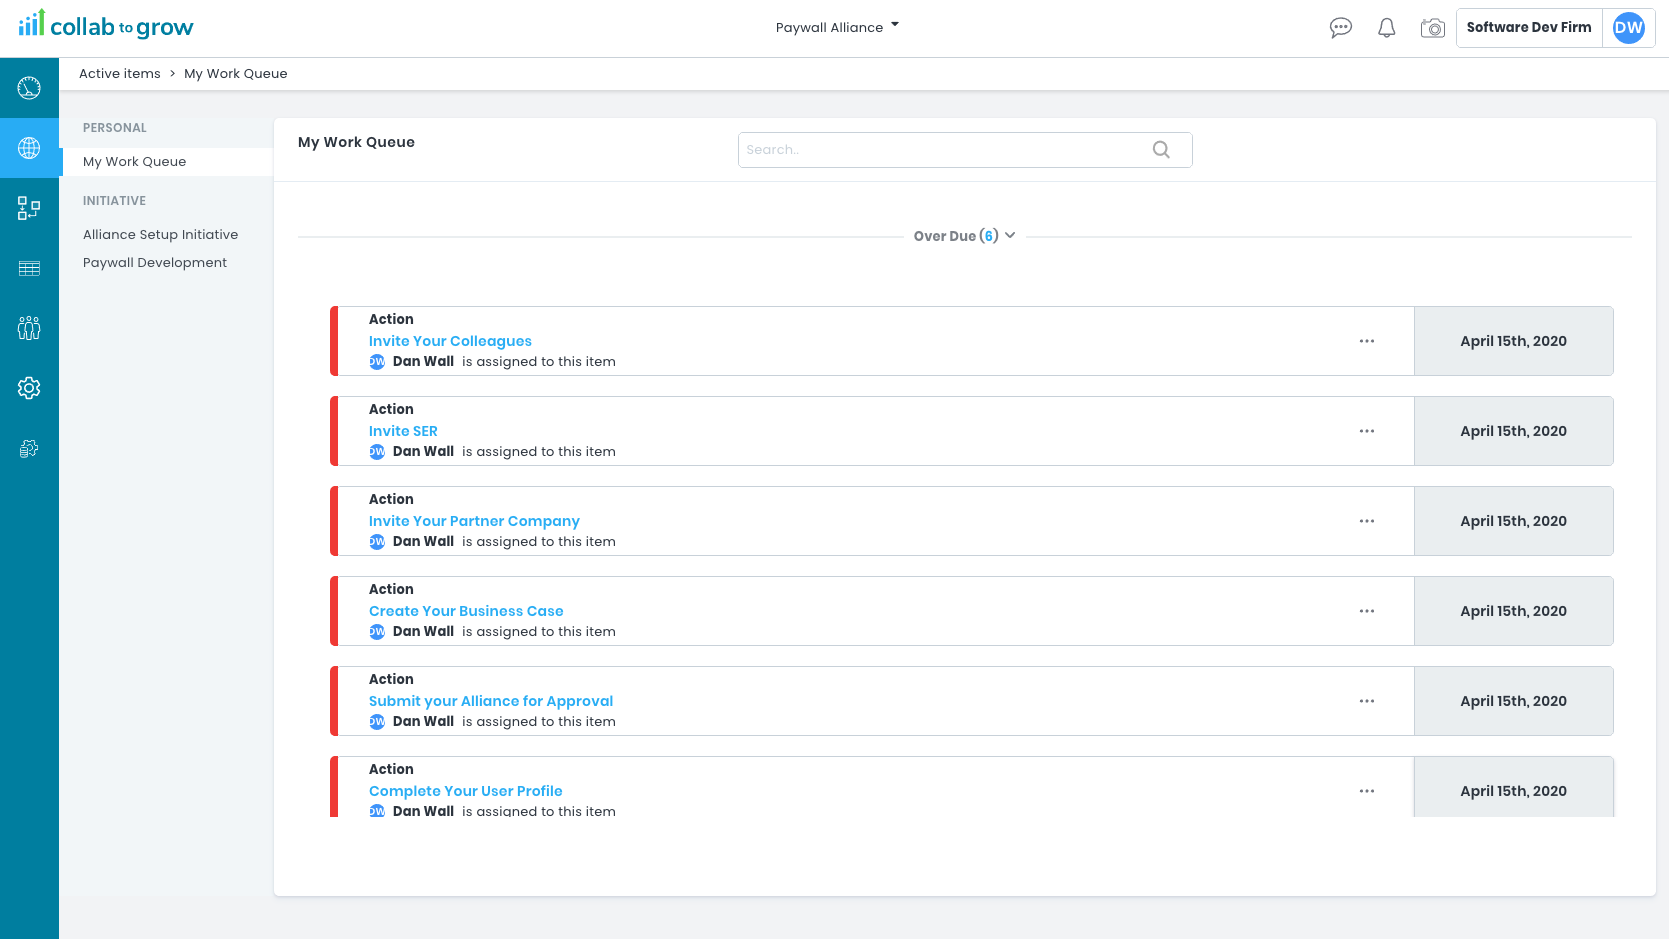 collab to grow
Paywall Alliance
Software Dev Firm
DW
Active items > My Work Queue
PERSONAL
My Work Queue
INITIATIVE
Alliance Setup Initiative
Paywall Development
My Work Queue
Search..
Over Due (6)
Action
Invite Your Colleagues
DW Dan Wall is assigned to this item
April 15th, 2020
Action
Invite SER
DW Dan Wall is assigned to this item
April 15th, 2020
Action
Invite Your Partner Company
DW Dan Wall is assigned to this item
April 15th, 2020
Action
Create Your Business Case
DW Dan Wall is assigned to this item
April 15th, 2020
Action
Submit your Alliance for Approval
DW Dan Wall is assigned to this item
April 15th, 2020
Action
Complete Your User Profile
DW Dan Wall is assigned to this item
April 15th, 2020